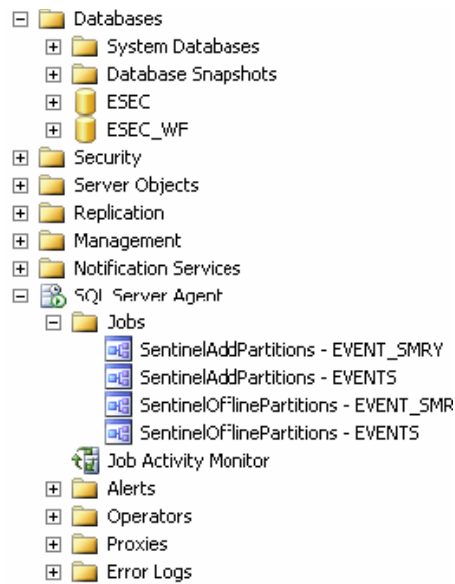 Databases
System Databases
Database Snapshots
ESEC
ESEC_WF
Security
Server Objects
Replication
Management
Notification Services
SQL Server Agent
Jobs
SentinelAddPartitions - EVENT_SMRY
SentinelAddPartitions - EVENTS
SentinelOfflinePartitions - EVENT_SMR
SentinelOfflinePartitions - EVENTS
Job Activity Monitor
Alerts
Operators
Proxies
Error Logs